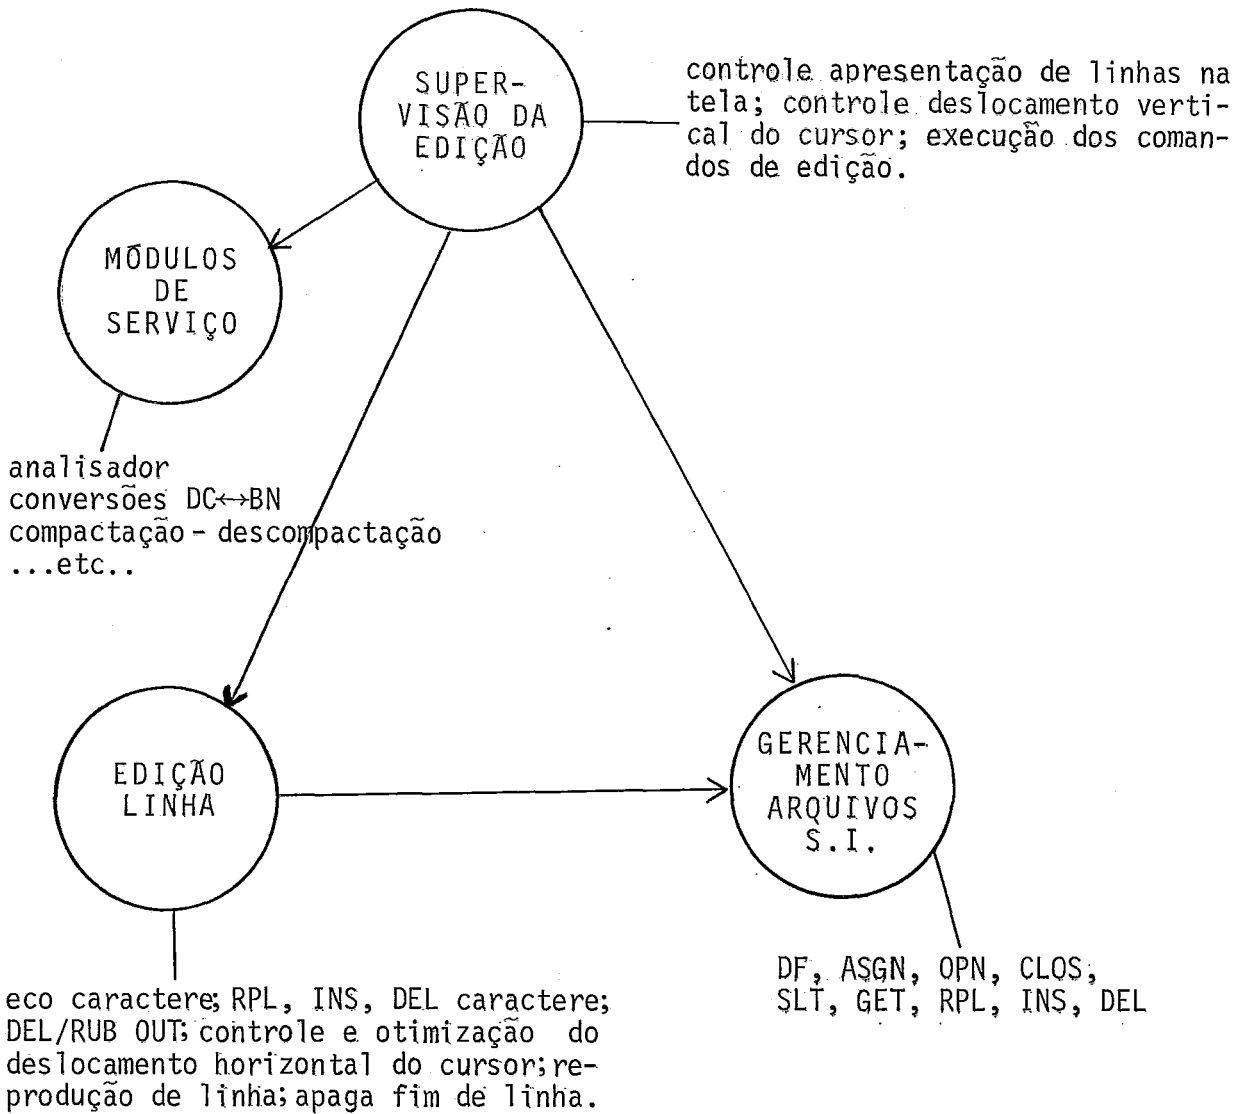 SUPER-
VISÃO DA
EDIÇÃO
controle apresentação de linhas na
tela; controle deslocamento verti-
cal do cursor; execução dos coman-
dos de edição.
MÓDULOS
DE
SERVIÇO
analisador
conversões DC↔BN
compactação - descompactação
...etc..
EDIÇÃO
LINHA
GERENCIA-
MENTO
ARQUIVOS
S.I.
DF, ASGN, OPN, CLOS,
SLT, GET, RPL, INS, DEL
eco caractere; RPL, INS, DEL caractere;
DEL/RUB OUT; controle e otimização do
deslocamento horizontal do cursor; re-
produção de linha; apaga fim de linha.